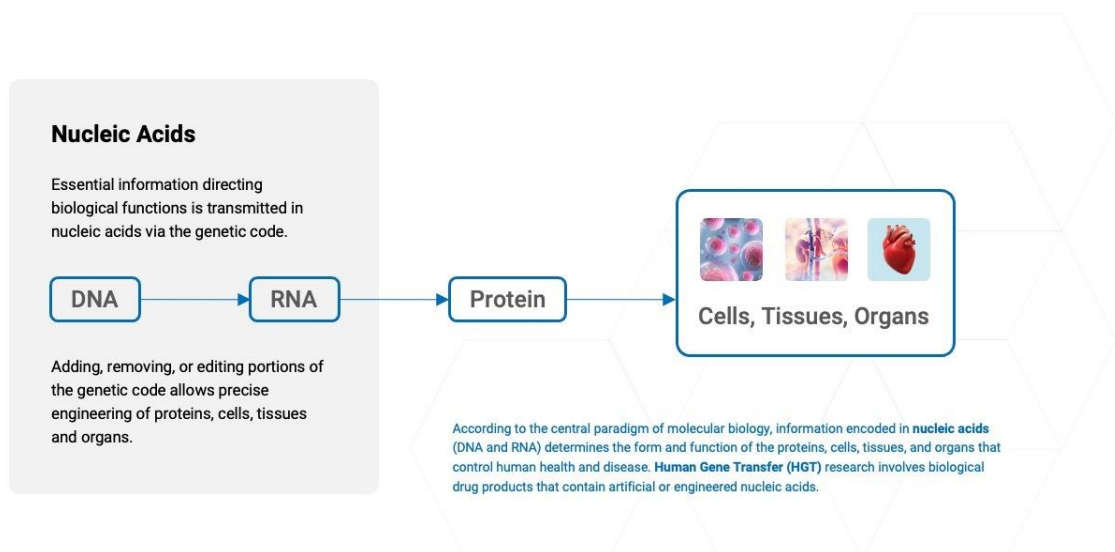 Nucleic Acids
Essential information directing
biological functions is transmitted in
nucleic acids via the genetic code.
DNA
RNA
Protein
Cells, Tissues, Organs
Adding, removing, or editing portions of
the genetic code allows precise
engineering of proteins, cells, tissues
and organs.
According to the central paradigm of molecular biology, information encoded in nucleic acids
(DNA and RNA) determines the form and function of the proteins, cells, tissues, and organs that
control human health and disease. Human Gene Transfer (HGT) research involves biological
drug products that contain artificial or engineered nucleic acids.